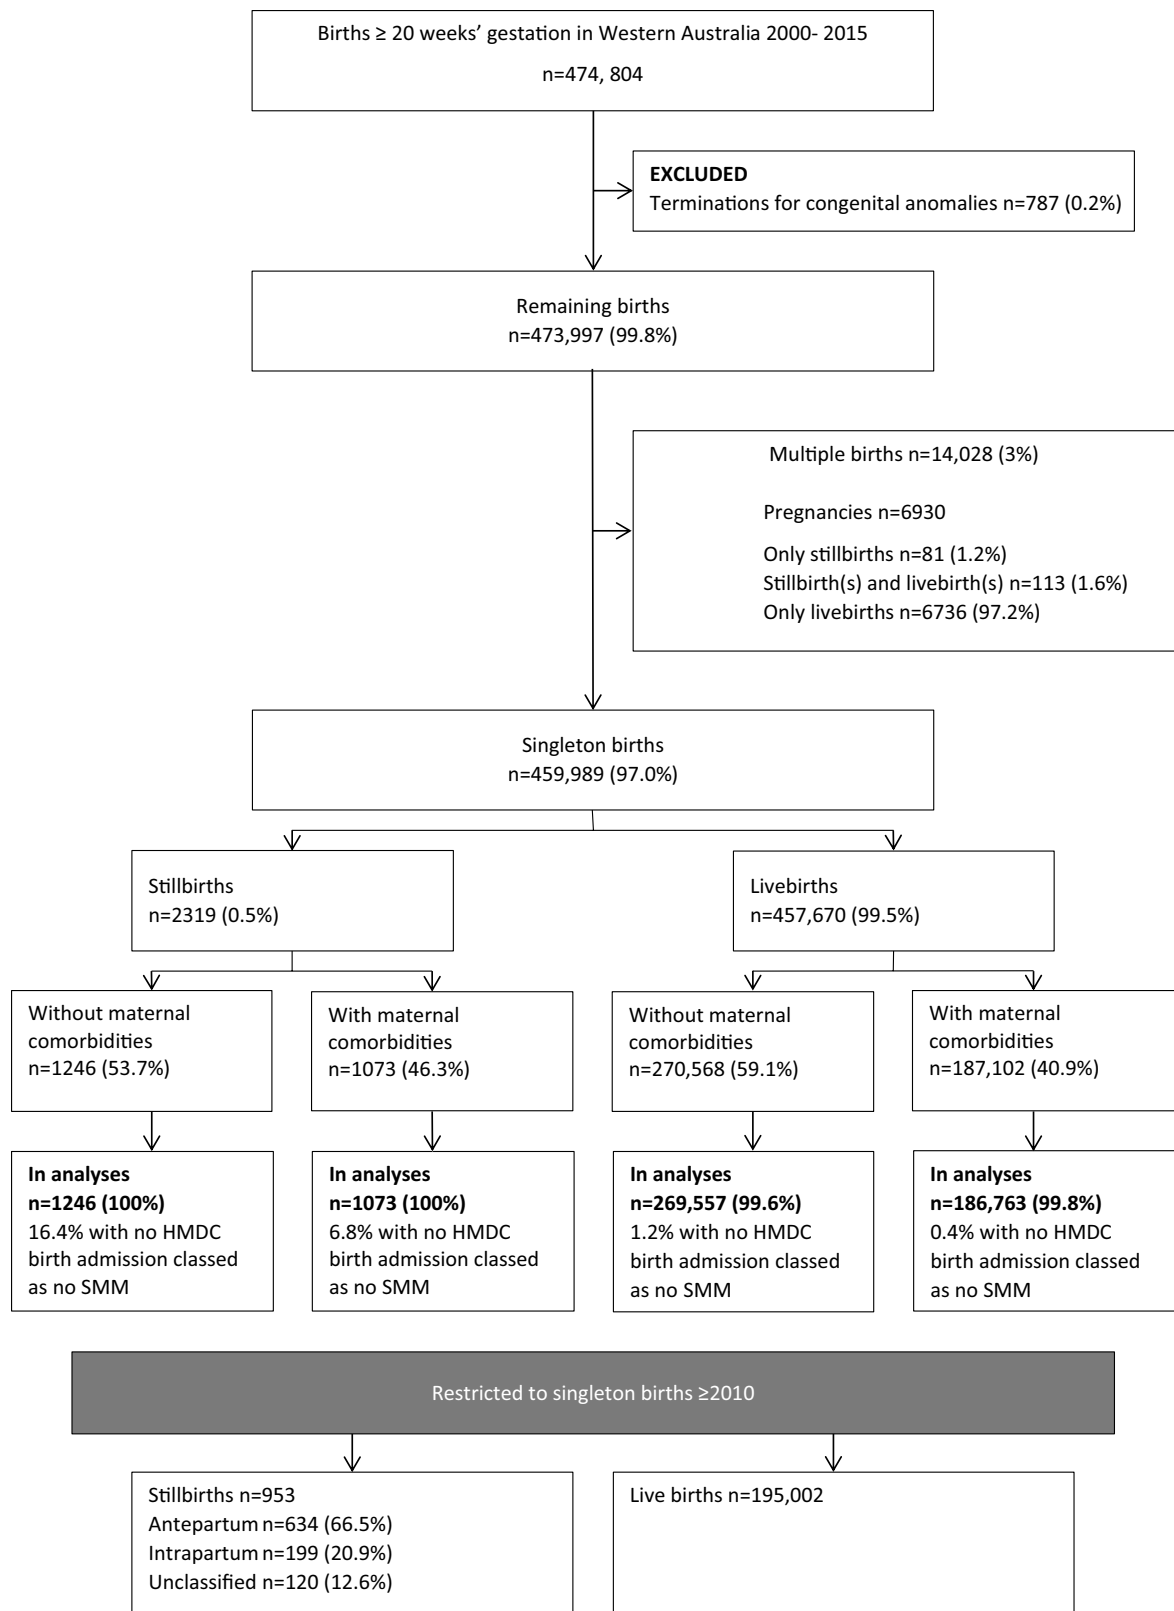 Births ≥ 20 weeks’ gestation in Western Australia 2000- 2015
n=474, 804
EXCLUDED
Terminations for congenital anomalies n=787 (0.2%)
Remaining births
n=473,997 (99.8%)
Multiple births n=14,028 (3%)
Pregnancies n=6930
Only stillbirths n=81 (1.2%)
Stillbirth(s) and livebirth(s) n=113 (1.6%)
Only livebirths n=6736 (97.2%)
Singleton births
n=459,989 (97.0%)
Stillbirths
n=2319 (0.5%)
Livebirths
n=457,670 (99.5%)
Without maternal
comorbidities
n=1246 (53.7%)
With maternal
comorbidities
n=1073 (46.3%)
Without maternal
comorbidities
n=270,568 (59.1%)
With maternal
comorbidities
n=187,102 (40.9%)
In analyses
n=1246 (100%)
16.4% with no HMDC
birth admission classed
as no SMM
In analyses
n=1073 (100%)
6.8% with no HMDC
birth admission classed
as no SMM
In analyses
n=269,557 (99.6%)
1.2% with no HMDC
birth admission classed
as no SMM
In analyses
n=186,763 (99.8%)
0.4% with no HMDC
birth admission classed
as no SMM
Restricted to singleton births ≥2010
Stillbirths n=953
Antepartum n=634 (66.5%)
Intrapartum n=199 (20.9%)
Unclassified n=120 (12.6%)
Live births n=195,002